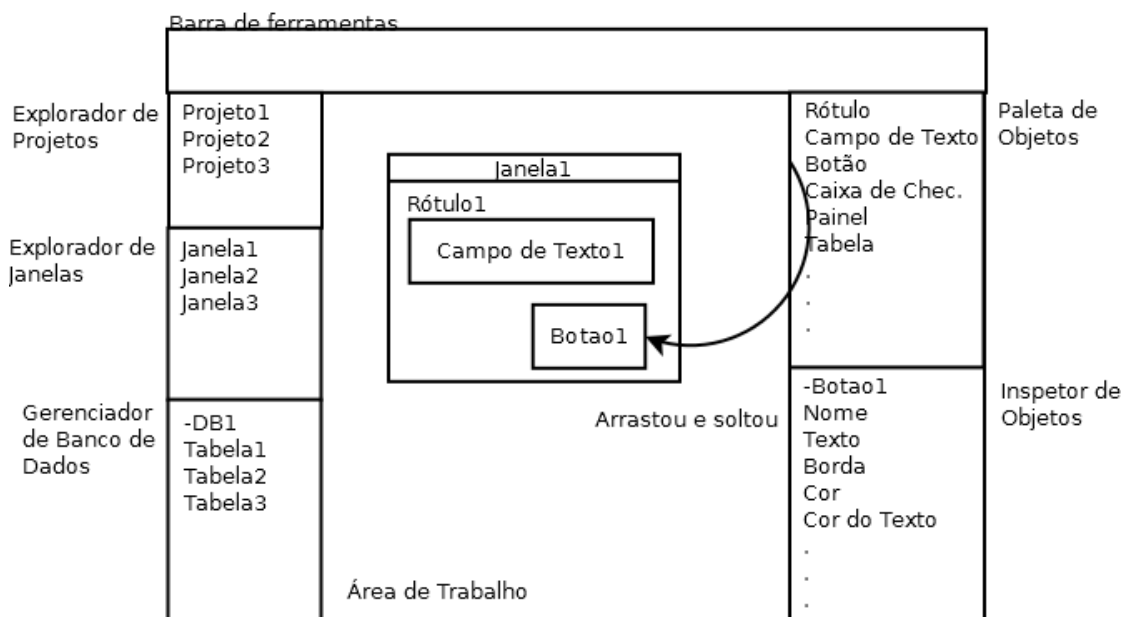 Barra de ferramentas
Explorador de
Projetos
Projeto1
Projeto2
Projeto3
Explorador de
Janelas
Janela1
Janela2
Janela3
Gerenciador
de Banco de
Dados
-DB1
Tabela1
Tabela2
Tabela3
Janela1
Rótulo1
Campo de Texto1
Botao1
Arrastou e soltou
Área de Trabalho
Rótulo
Campo de Texto
Botão
Caixa de Chec.
Painel
Tabela
.
.
.
Paleta de
Objetos
-Botao1
Nome
Texto
Borda
Cor
Cor do Texto
.
.
.
Inspetor de
Objetos